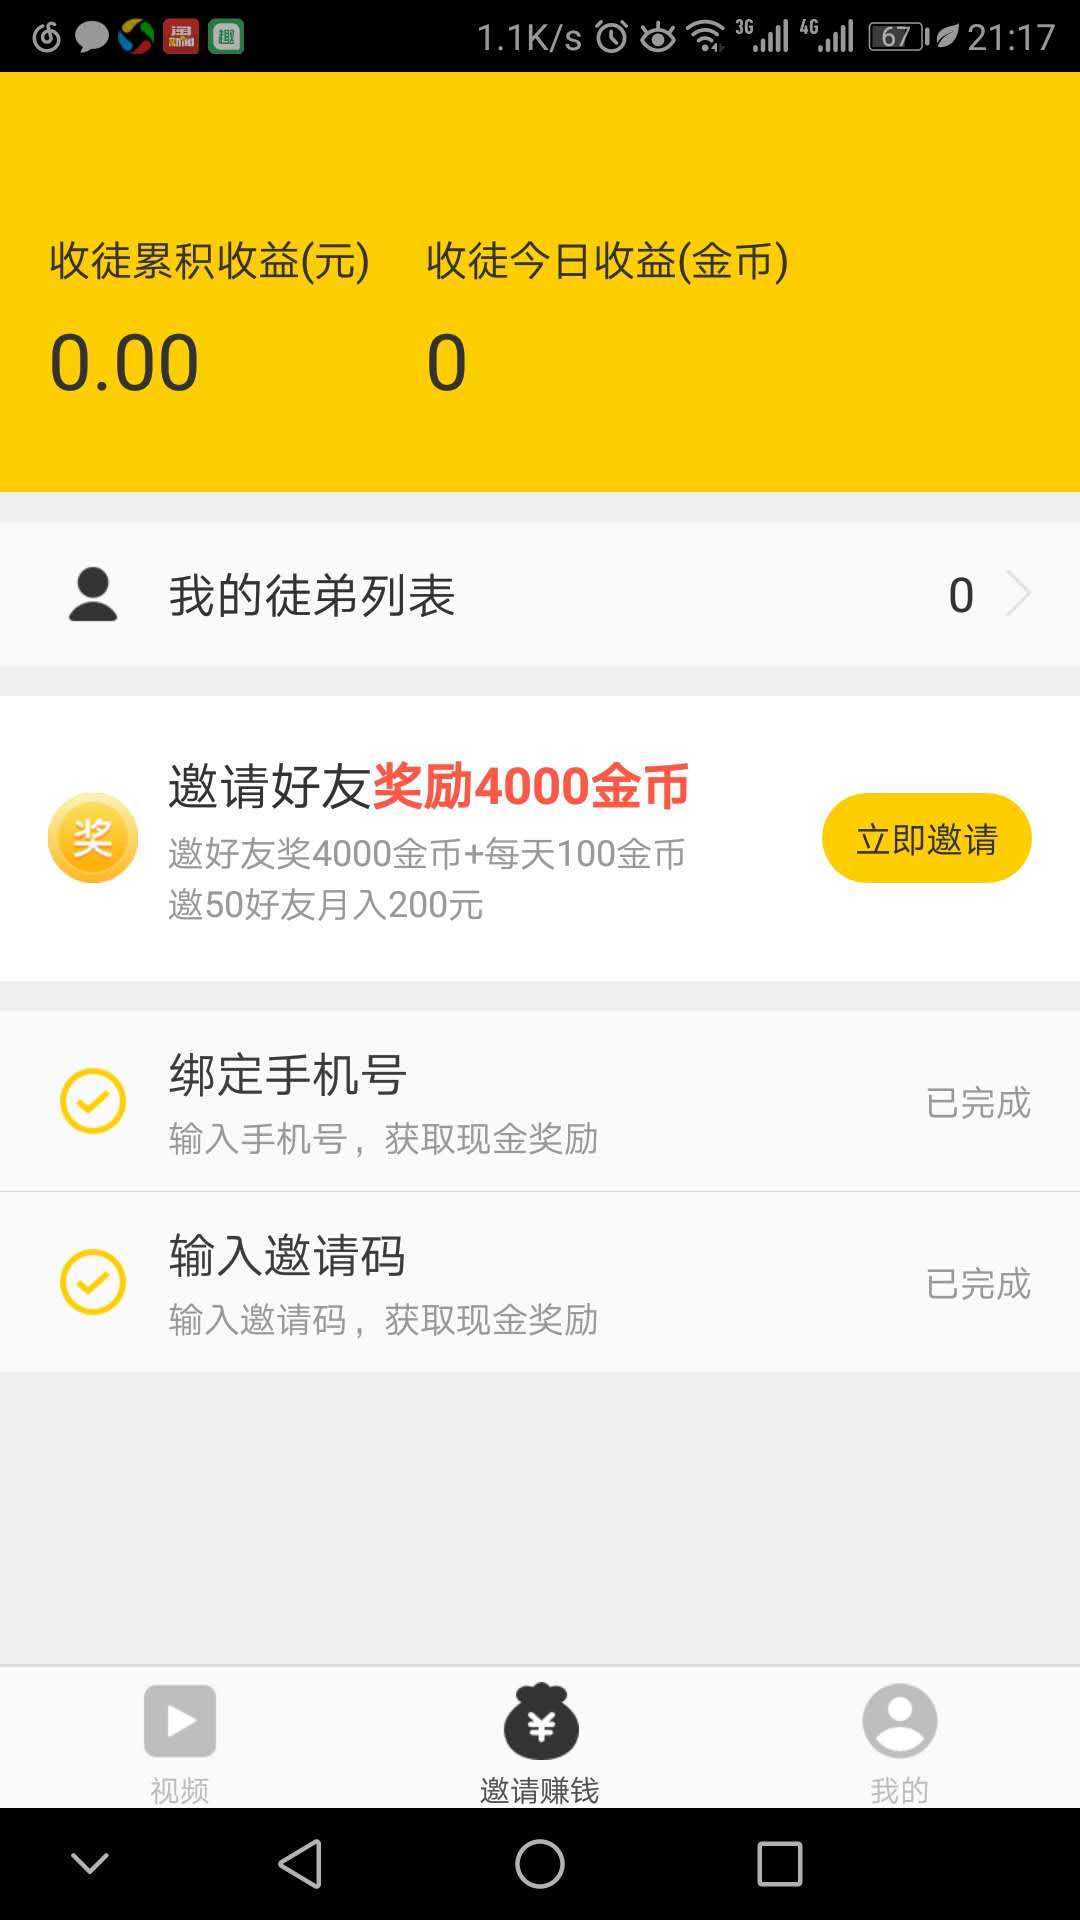 1.1K/s 3G 4G 67 21:17
收徒累积收益(元) 收徒今日收益(金币)
0.00 0
我的徒弟列表 0
奖
邀请好友奖励4000金币
邀好友奖4000金币+每天100金币
邀50好友月入200元
立即邀请
绑定手机号
输入手机号，获取现金奖励
已完成
输入邀请码
输入邀请码，获取现金奖励
已完成
视频 邀请赚钱 我的